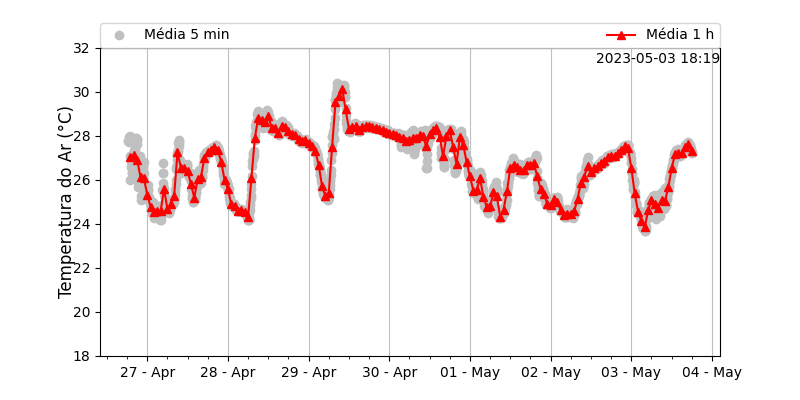 Média 5 min
Média 1 h
2023-05-03 18:19
Temperatura do Ar (°C)
32
30
28
26
24
22
20
18
27 - Apr
28 - Apr
29 - Apr
30 - Apr
01 - May
02 - May
03 - May
04 - May